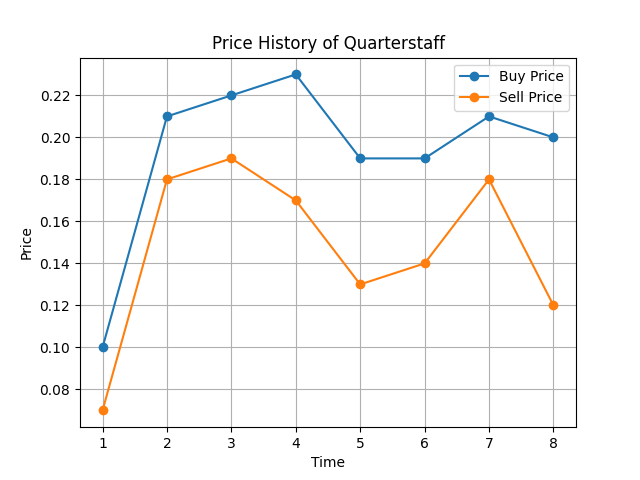 Price History of Quarterstaff
Buy Price
Sell Price
0.22
0.20
0.18
0.16
0.14
0.12
0.10
0.08
Price
1 2 3 4 5 6 7 8
Time